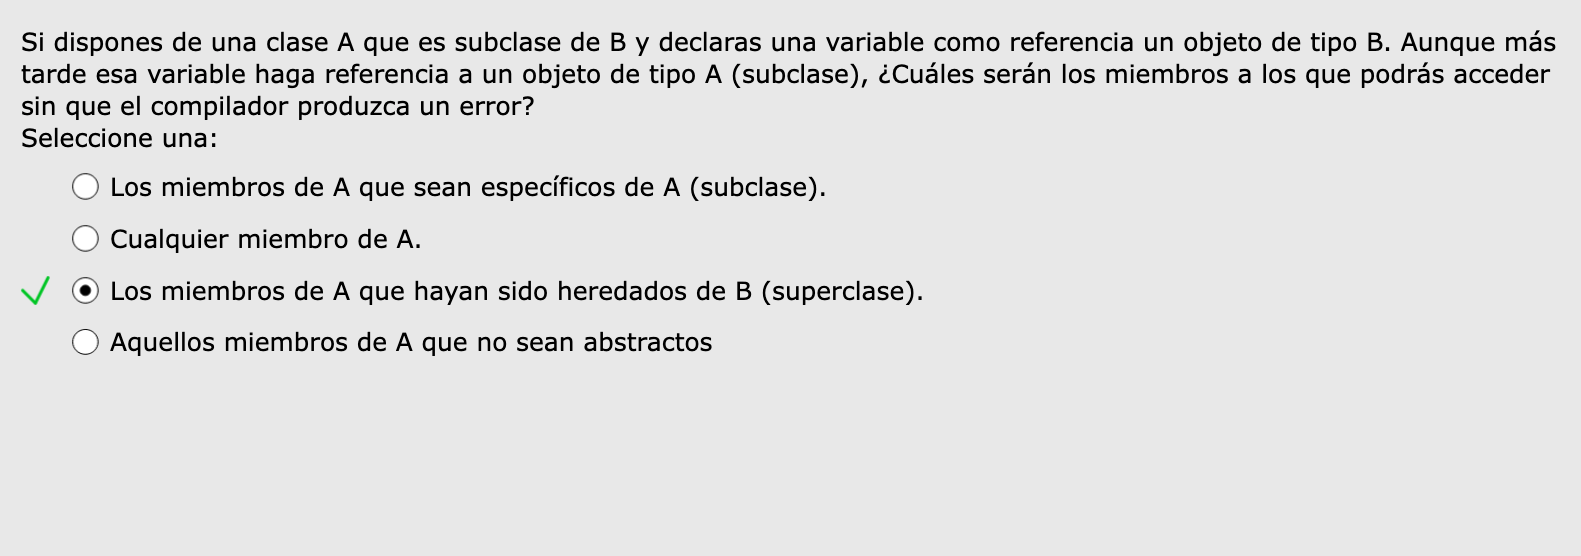 Si dispones de una clase A que es subclase de B y declaras una variable como referencia un objeto de tipo B. Aunque más
tarde esa variable haga referencia a un objeto de tipo A (subclase), ¿Cuáles serán los miembros a los que podrás acceder
sin que el compilador produzca un error?
Seleccione una:
Los miembros de A que sean específicos de A (subclase).
Cualquier miembro de A.
Los miembros de A que hayan sido heredados de B (superclase).
Aquellos miembros de A que no sean abstractos